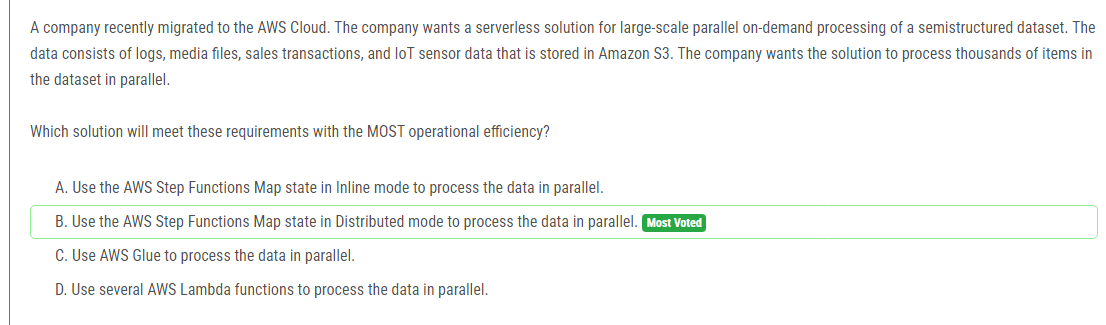 A company recently migrated to the AWS Cloud. The company wants a serverless solution for large-scale parallel on-demand processing of a semistructured dataset. The
data consists of logs, media files, sales transactions, and IoT sensor data that is stored in Amazon S3. The company wants the solution to process thousands of items in
the dataset in parallel.
Which solution will meet these requirements with the MOST operational efficiency?
A. Use the AWS Step Functions Map state in Inline mode to process the data in parallel.
B. Use the AWS Step Functions Map state in Distributed mode to process the data in parallel. Most Voted
C. Use AWS Glue to process the data in parallel.
D. Use several AWS Lambda functions to process the data in parallel.